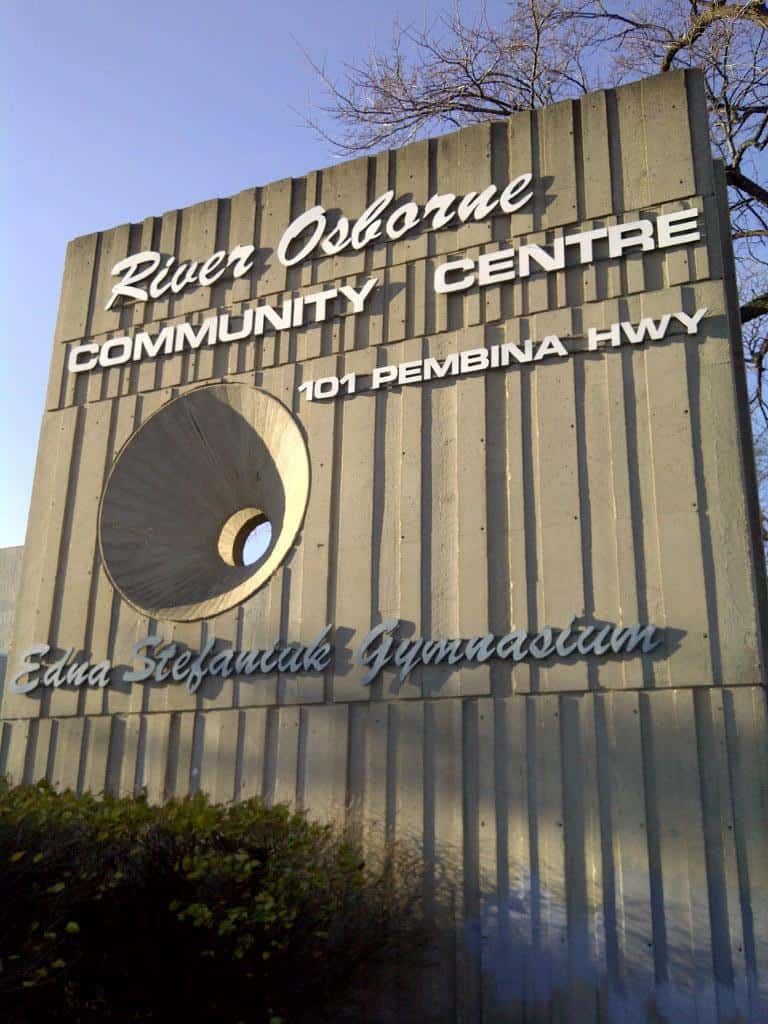 River Osborne
COMMUNITY CENTRE
101 PEMBINA HWY
Edna Stefaniuk Gymnasium